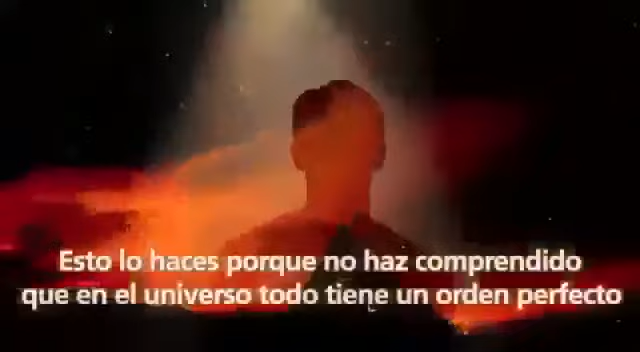 Esto lo haces porque no haz comprendido
que en el universo todo tiene un orden perfecto